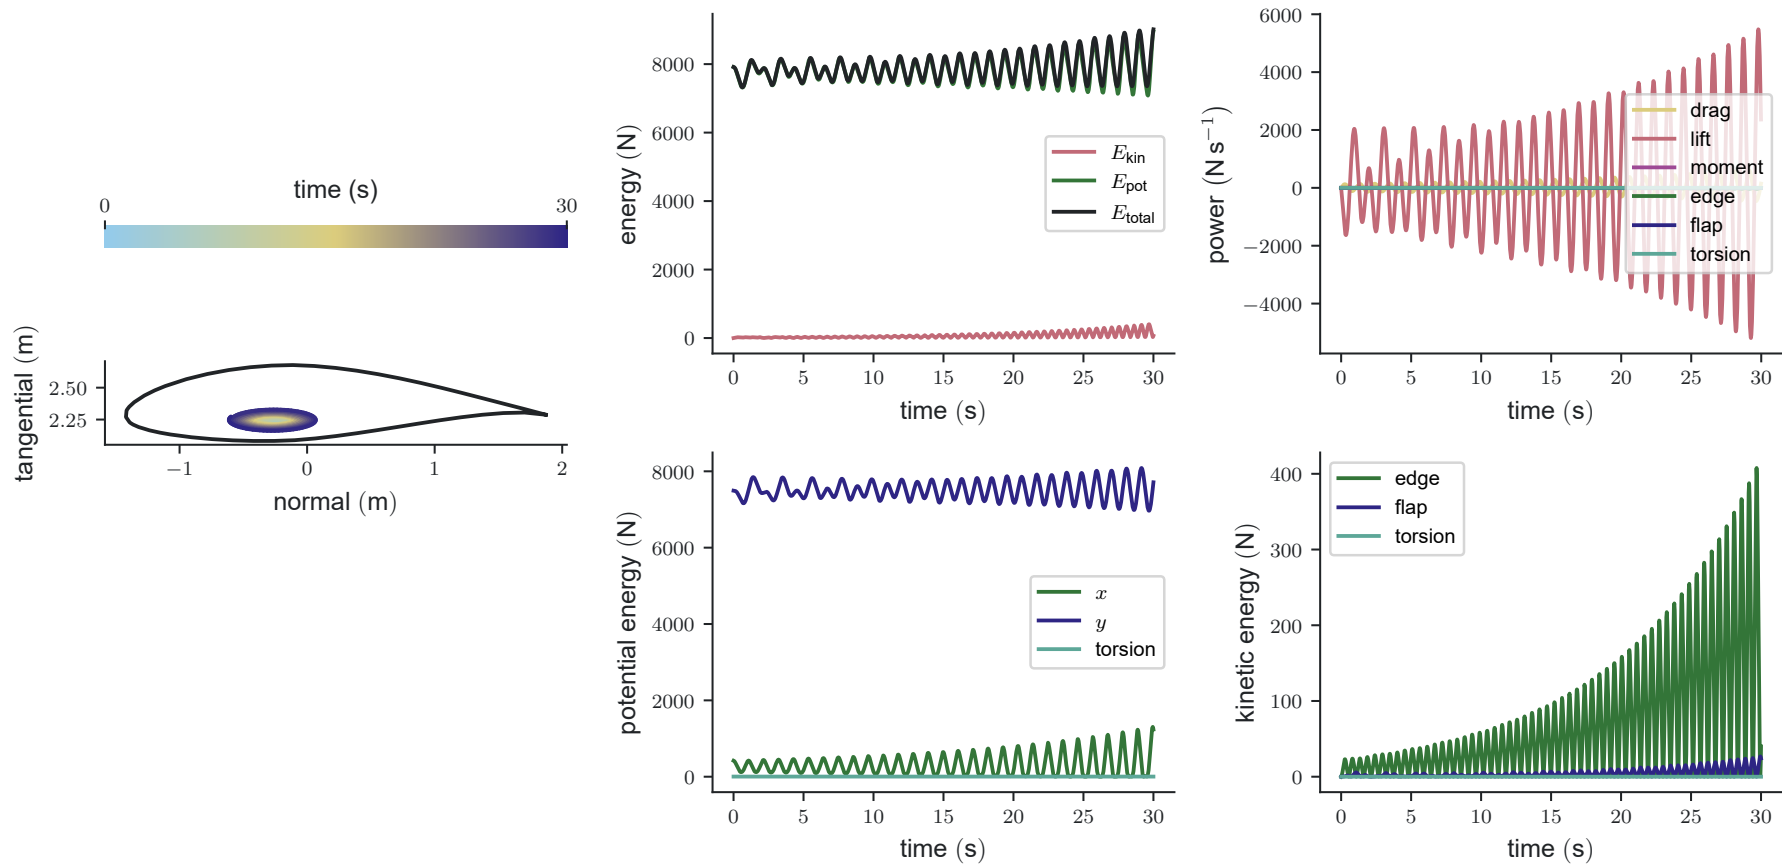 time (s)
0 30
tangential (m)
2.50
2.25
−1 0 1 2
normal (m)
energy (N)
8000
6000
4000
2000
0
E_kin
E_pot
E_total
0 5 10 15 20 25 30
time (s)
power (N s⁻¹)
6000
4000
2000
0
−2000
−4000
drag
lift
moment
edge
flap
torsion
0 5 10 15 20 25 30
time (s)
potential energy (N)
8000
6000
4000
2000
0
x
y
torsion
0 5 10 15 20 25 30
time (s)
kinetic energy (N)
400
300
200
100
0
edge
flap
torsion
0 5 10 15 20 25 30
time (s)